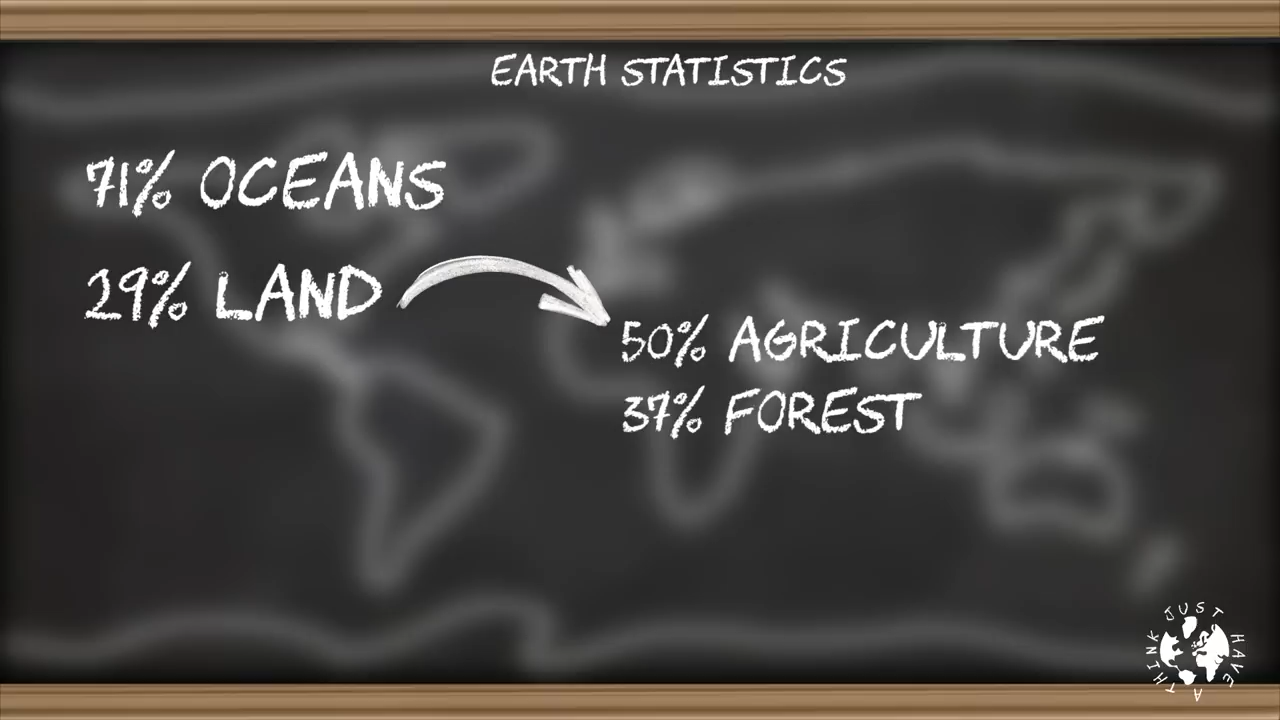 EARTH STATISTICS
71% OCEANS
29% LAND
50% AGRICULTURE
37% FOREST
JUST HAVE A THINK